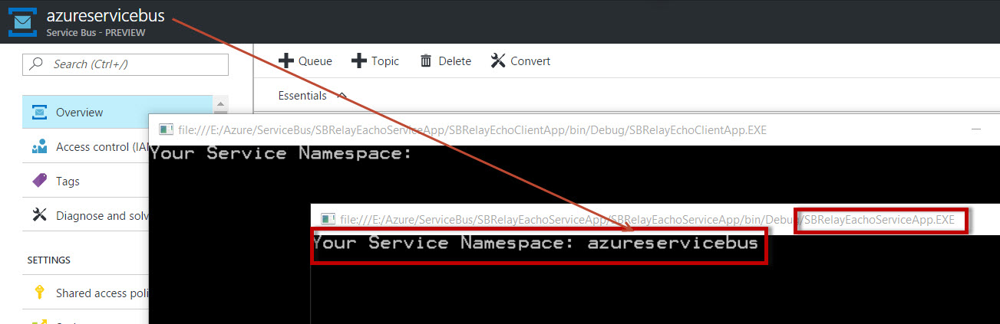 azureservicebus
Service Bus - PREVIEW
Search (Ctrl+/)
Queue
Topic
Delete
Convert
Essentials
Overview
Access control (IA
Tags
Diagnose and solv
SETTINGS
Shared access poli
file:///E:/Azure/ServiceBus/SBRelayEachoServiceApp/SBRelayEchoClientApp/bin/Debug/SBRelayEchoClientApp.EXE
Your Service Namespace:
file:///E:/Azure/ServiceBus/SBRelayEachoServiceApp/SBRelayEachoServiceApp/bin/Debug/SBRelayEachoServiceApp.EXE
Your Service Namespace: azureservicebus